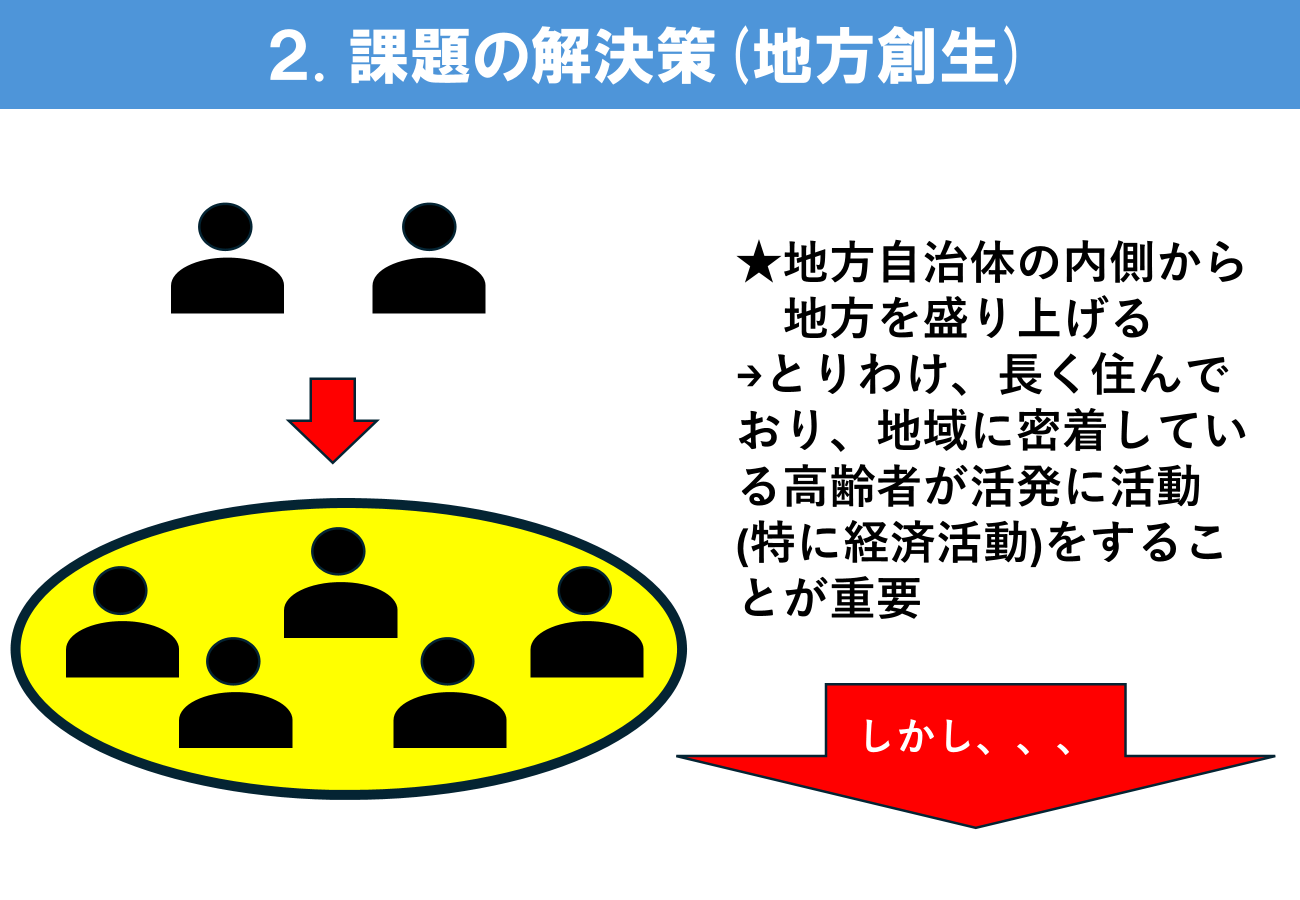 2. 課題の解決策(地方創生)
★地方自治体の内側から
地方を盛り上げる
→とりわけ、長く住んで
おり、地域に密着してい
る高齢者が活発に活動
(特に経済活動)をするこ
とが重要
しかし、、、